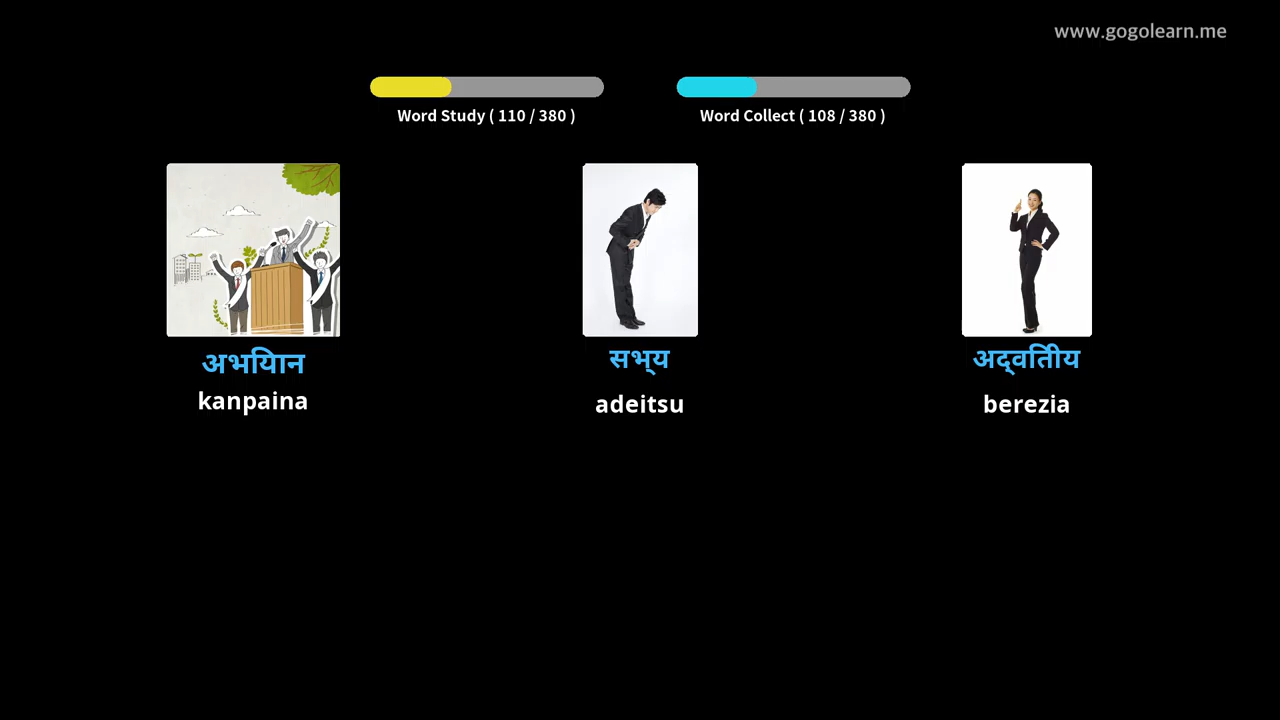 www.gogolearn.me
Word Study ( 110 / 380 )
Word Collect ( 108 / 380 )
अभियान
kanpaina
सभ्य
adeitsu
अद्वितीय
berezia